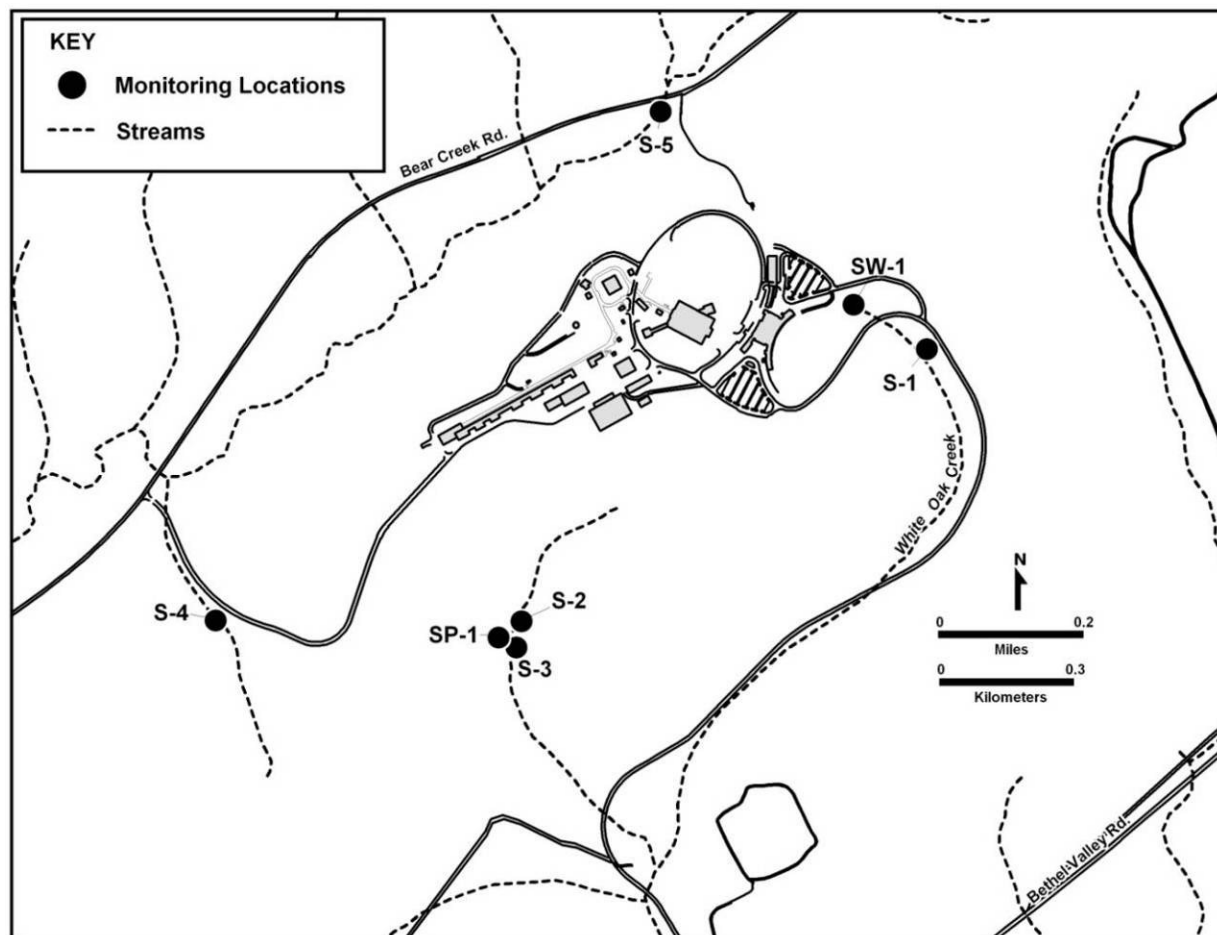 KEY
Monitoring Locations
Streams
Bear Creek Rd.
S-5
SW-1
S-1
White Oak Creek
S-2
S-4
SP-1
S-3
N
0 0.2
Miles
0 0.3
Kilometers
Bethel Valley Rd.